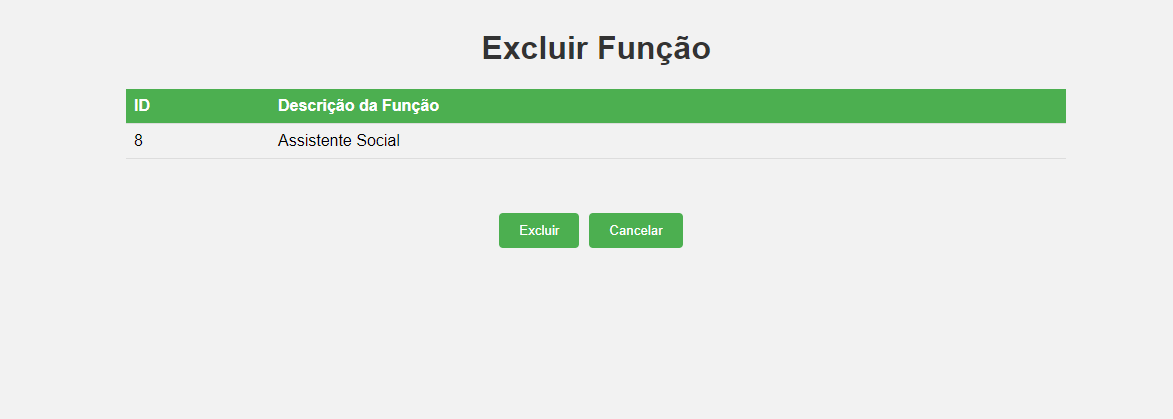 Excluir Função
ID Descrição da Função
8 Assistente Social
Excluir Cancelar